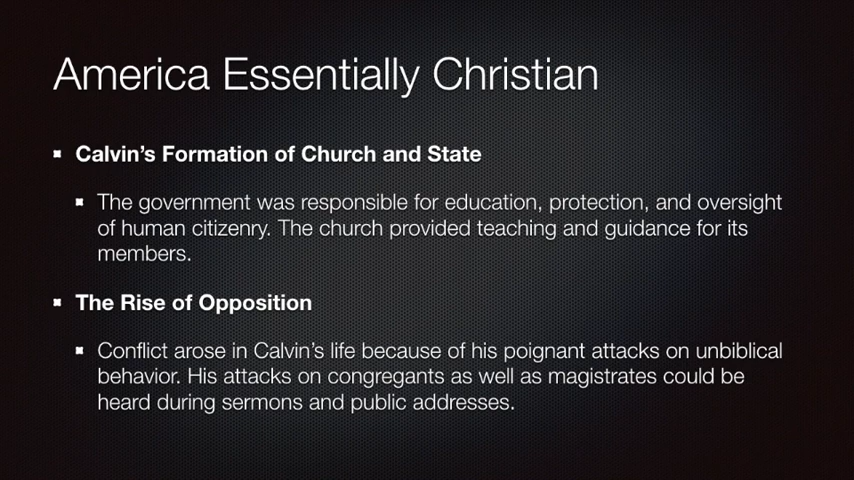 America Essentially Christian
Calvin's Formation of Church and State
The government was responsible for education, protection, and oversight
of human citizenry. The church provided teaching and guidance for its
members.
The Rise of Opposition
Conflict arose in Calvin's life because of his poignant attacks on unbiblical
behavior. His attacks on congregants as well as magistrates could be
heard during sermons and public addresses.